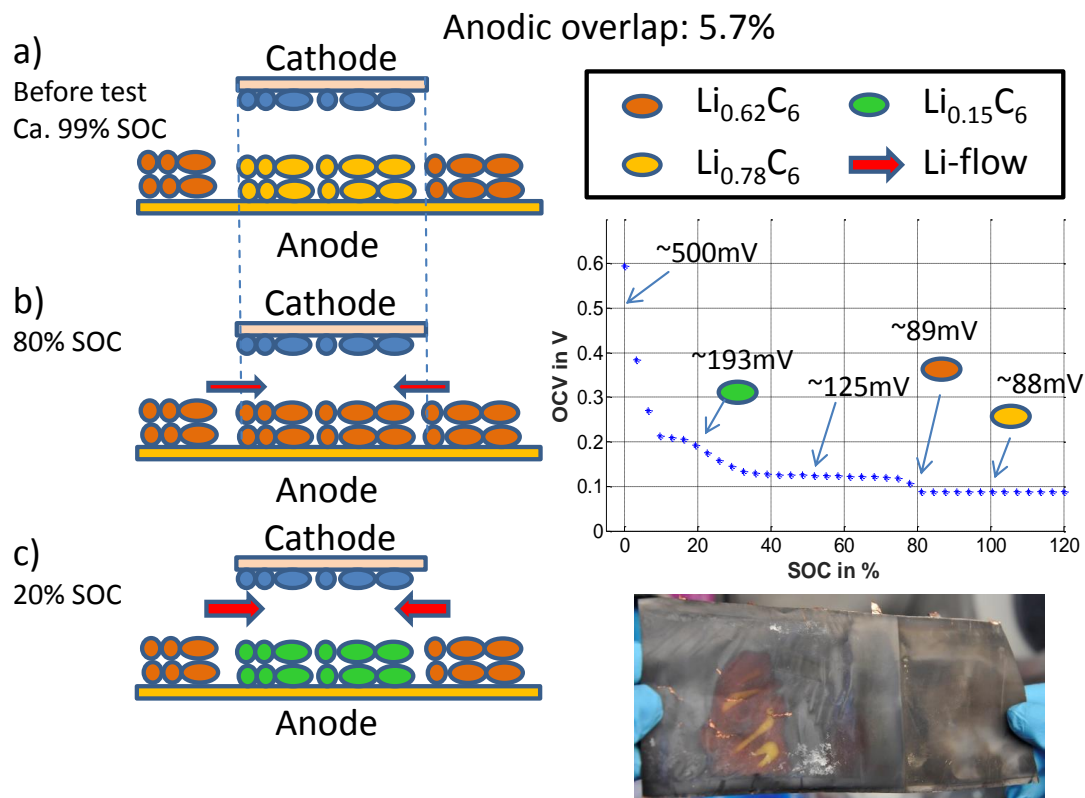 Anodic overlap: 5.7%
a)
Before test
Ca. 99% SOC
Cathode
Anode
b)
80% SOC
Cathode
Anode
c)
20% SOC
Cathode
Anode
Li0.62C6
Li0.15C6
Li0.78C6
Li-flow
OCV in V
0.6
0.5
0.4
0.3
0.2
0.1
0
~500mV
~193mV
~125mV
~89mV
~88mV
0 20 40 60 80 100 120
SOC in %